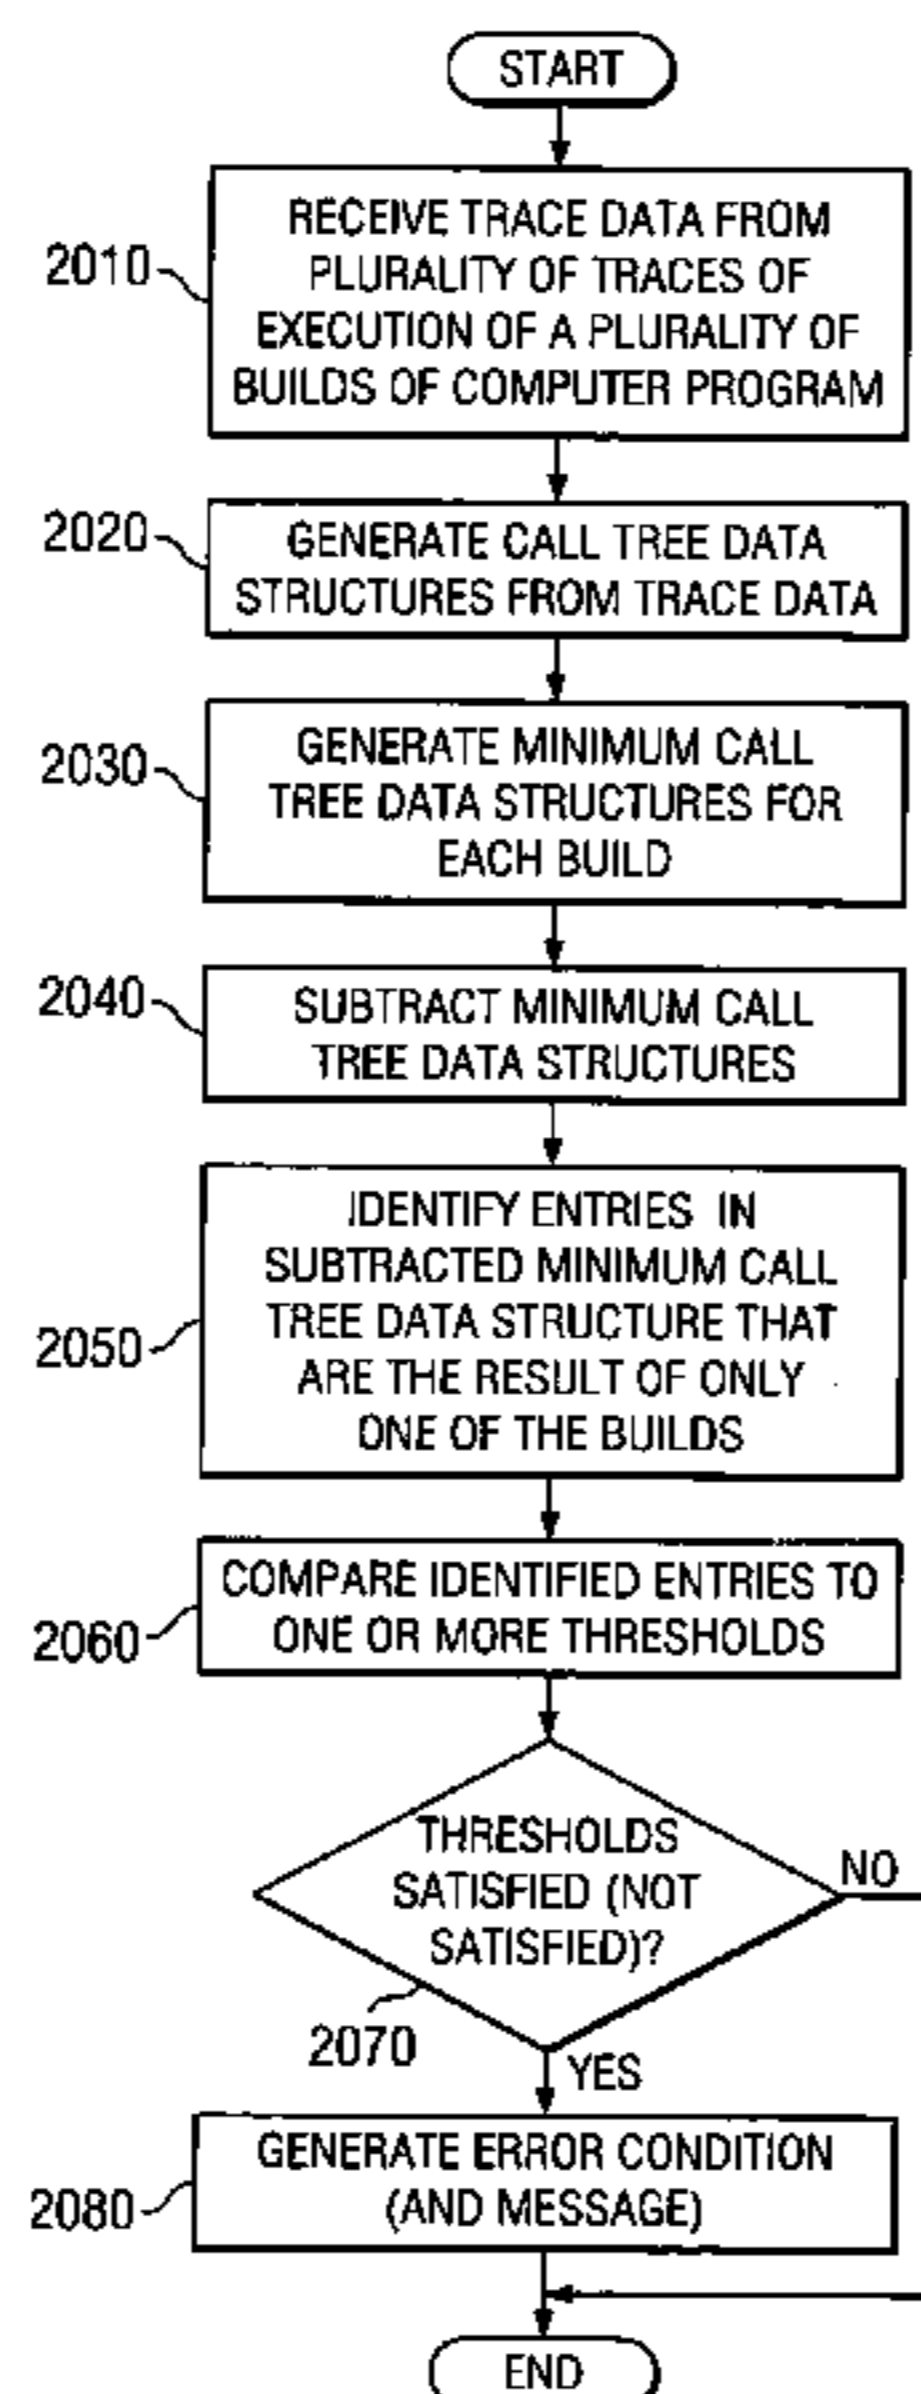 START
2010
RECEIVE TRACE DATA FROM
PLURALITY OF TRACES OF
EXECUTION OF A PLURALITY OF
BUILDS OF COMPUTER PROGRAM
2020
GENERATE CALL TREE DATA
STRUCTURES FROM TRACE DATA
2030
GENERATE MINIMUM CALL
TREE DATA STRUCTURES FOR
EACH BUILD
2040
SUBTRACT MINIMUM CALL
TREE DATA STRUCTURES
2050
IDENTIFY ENTRIES IN
SUBTRACTED MINIMUM CALL
TREE DATA STRUCTURE THAT
ARE THE RESULT OF ONLY
ONE OF THE BUILDS
2060
COMPARE IDENTIFIED ENTRIES TO
ONE OR MORE THRESHOLDS
THRESHOLDS
SATISFIED (NOT
SATISFIED)?
NO
2070
YES
2080
GENERATE ERROR CONDITION
(AND MESSAGE)
END